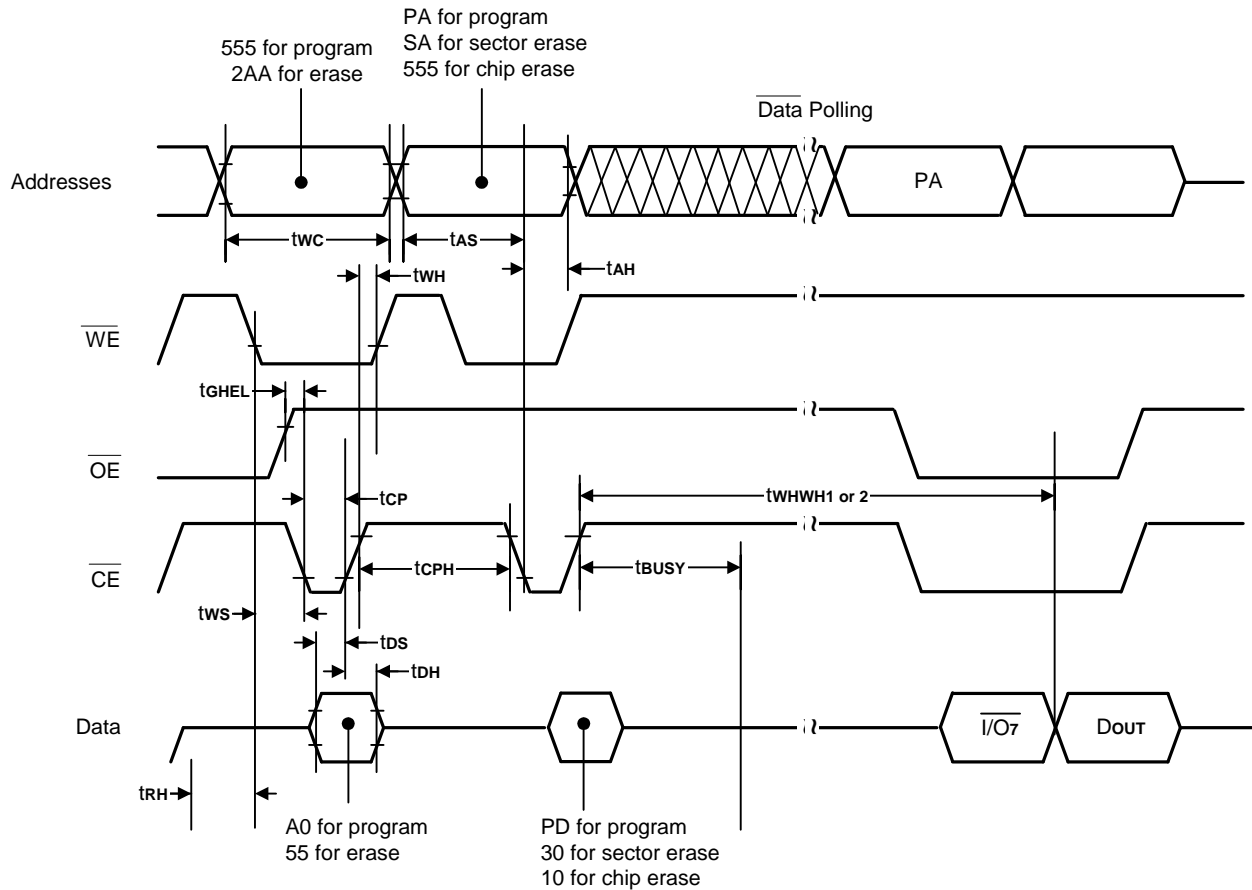 555 for program
2AA for erase
PA for program
SA for sector erase
555 for chip erase
Data Polling
Addresses
PA
tWC
tAS
tWH
tAH
WE
tGHEL
OE
tCP
tWHWH1 or 2
CE
tCPH
tBUSY
tWS
tDS
tDH
Data
I/O7
DOUT
tRH
A0 for program
55 for erase
PD for program
30 for sector erase
10 for chip erase